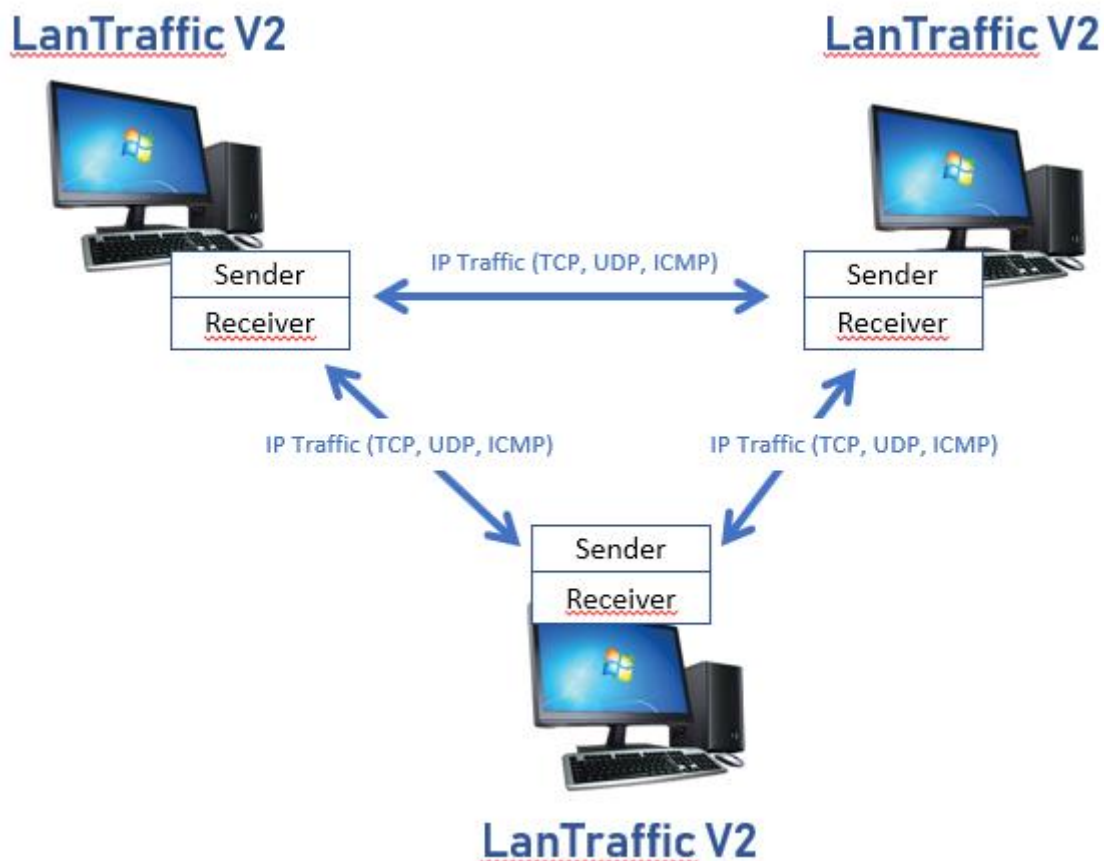 LanTraffic V2
LanTraffic V2
IP Traffic (TCP, UDP, ICMP)
Sender
Receiver
Sender
Receiver
IP Traffic (TCP, UDP, ICMP)
IP Traffic (TCP, UDP, ICMP)
Sender
Receiver
LanTraffic V2